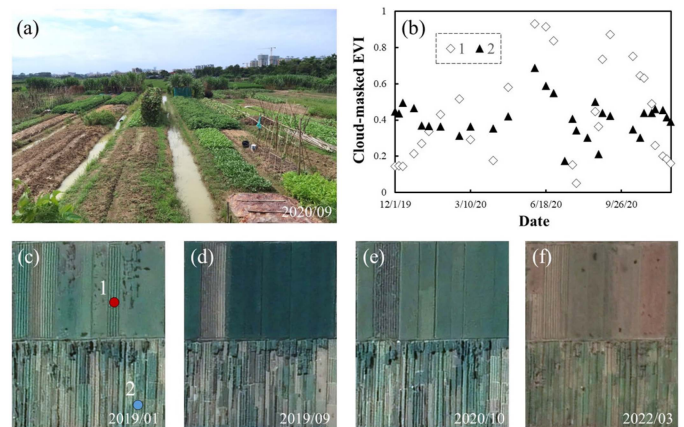 (a)
2020/09
(b)
Cloud-masked EVI
1
0.8
0.6
0.4
0.2
0
1
2
12/1/19
3/10/20
6/18/20
9/26/20
Date
(c)
1
2
2019/01
(d)
2019/09
(e)
2020/10
(f)
2022/03